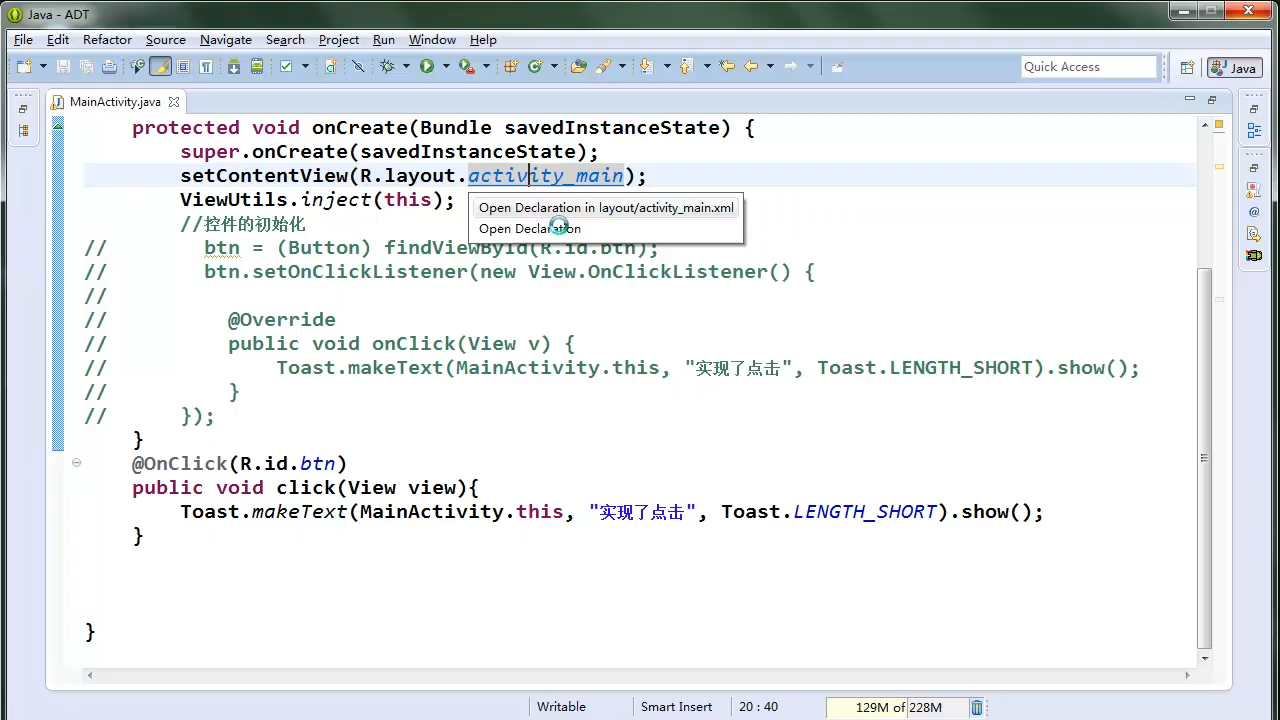 Java - ADT
File Edit Refactor Source Navigate Search Project Run Window Help
Quick Access
Java
MainActivity.java
protected void onCreate(Bundle savedInstanceState) {
super.onCreate(savedInstanceState);
setContentView(R.layout.activity_main);
ViewUtils.inject(this);
Open Declaration in layout/activity_main.xml
//控件的初始化
Open Declaration
// btn = (Button) findViewById(R.id.btn);
// btn.setOnClickListener(new View.OnClickListener() {
//
// @Override
// public void onClick(View v) {
// Toast.makeText(MainActivity.this, "实现了点击", Toast.LENGTH_SHORT).show();
// }
// });
}
@OnClick(R.id.btn)
public void click(View view){
Toast.makeText(MainActivity.this, "实现了点击", Toast.LENGTH_SHORT).show();
}
}
Writable Smart Insert 20 : 40 129M of 228M